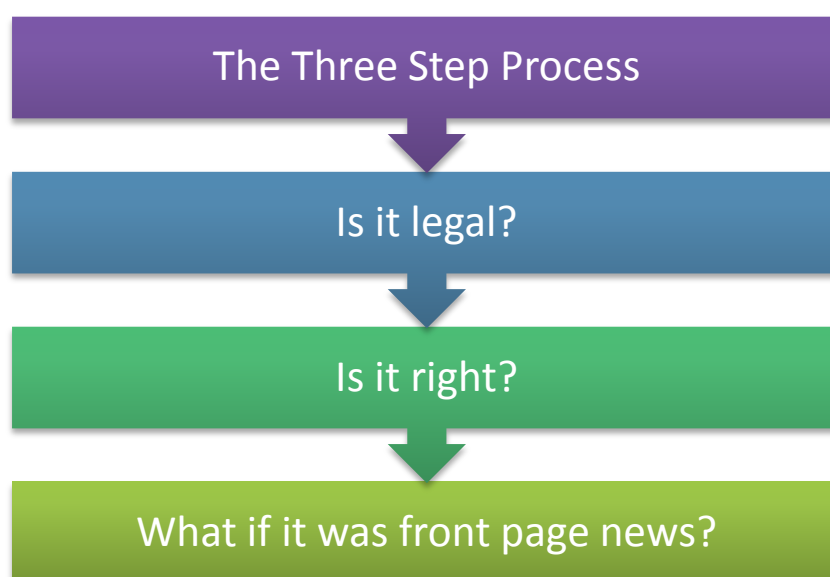 The Three Step Process
Is it legal?
Is it right?
What if it was front page news?